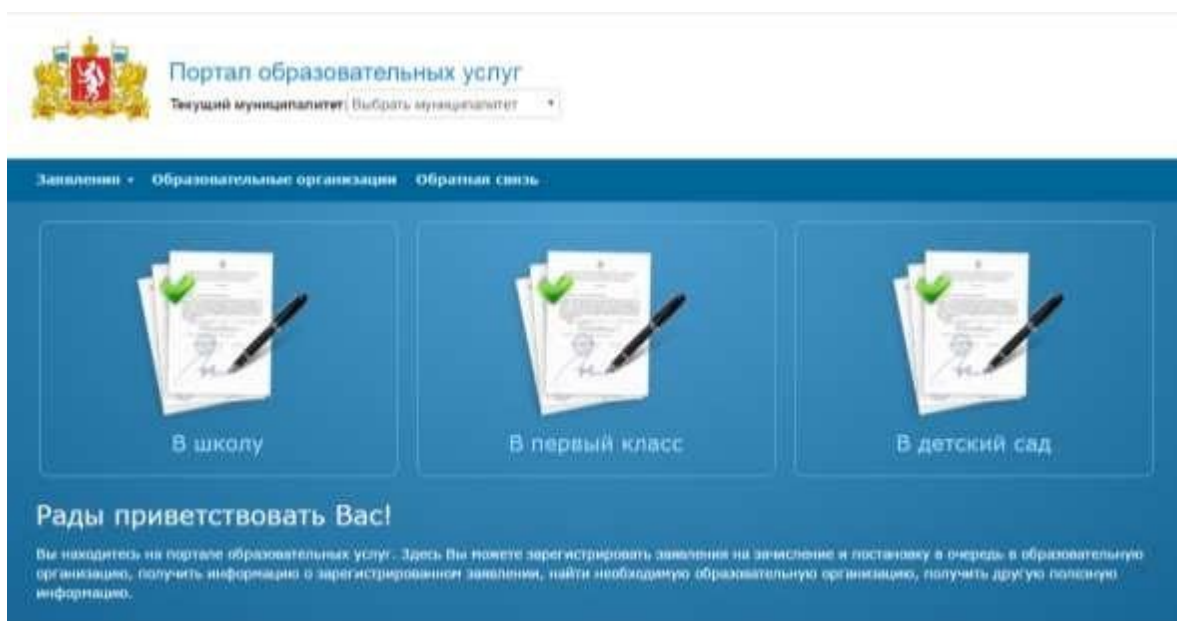 Портал образовательных услуг
Текущий муниципалитет: Выбрать муниципалитет
Заявления Образовательные организации Обратная связь
В школу
В первый класс
В детский сад
Рады приветствовать Вас!
Вы находитесь на портале образовательных услуг. Здесь Вы можете зарегистрировать заявления на зачисление и постановку в очередь в образовательную
организацию, получить информацию о зарегистрированном заявлении, найти необходимую образовательную организацию, получить другую полезную
информацию.